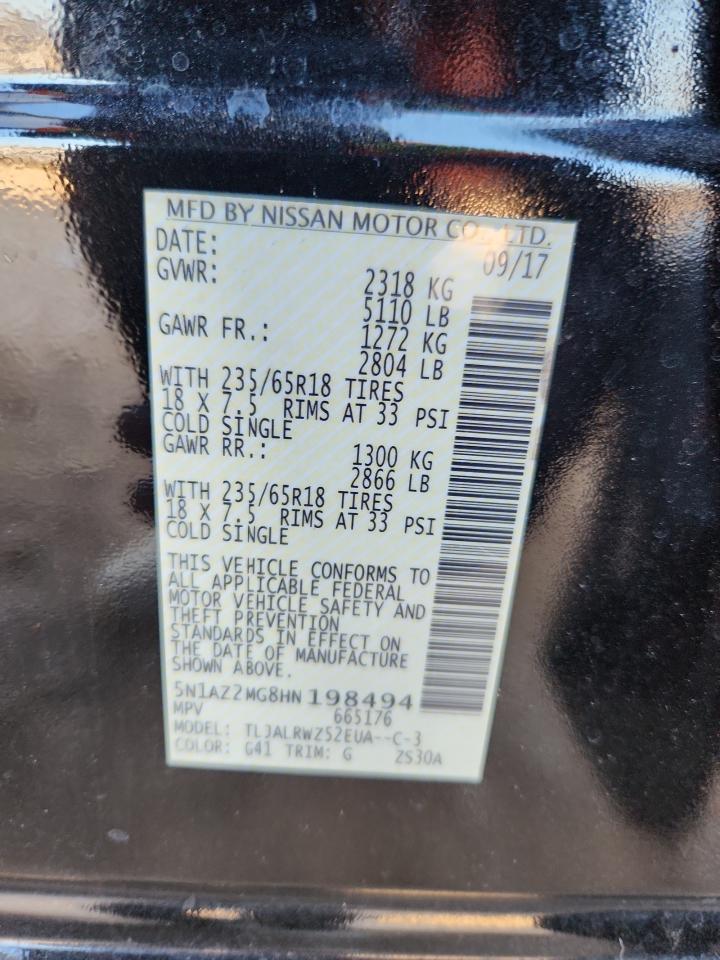 MFD BY NISSAN MOTOR CO., LTD.
DATE: 09/17
GVWR: 2318 KG
5110 LB
GAWR FR.: 1272 KG
2804 LB
WITH 235/65R18 TIRES
18 X 7.5 RIMS AT 33 PSI
COLD SINGLE
GAWR RR.: 1300 KG
2866 LB
WITH 235/65R18 TIRES
18 X 7.5 RIMS AT 33 PSI
COLD SINGLE
THIS VEHICLE CONFORMS TO
ALL APPLICABLE FEDERAL
MOTOR VEHICLE SAFETY AND
THEFT PREVENTION
STANDARDS IN EFFECT ON
THE DATE OF MANUFACTURE
SHOWN ABOVE.
5N1AZ2MG8HN 198494
MPV 665176
MODEL: TLJALRWZ52EUA--C-3
COLOR: G41 TRIM: G ZS30A